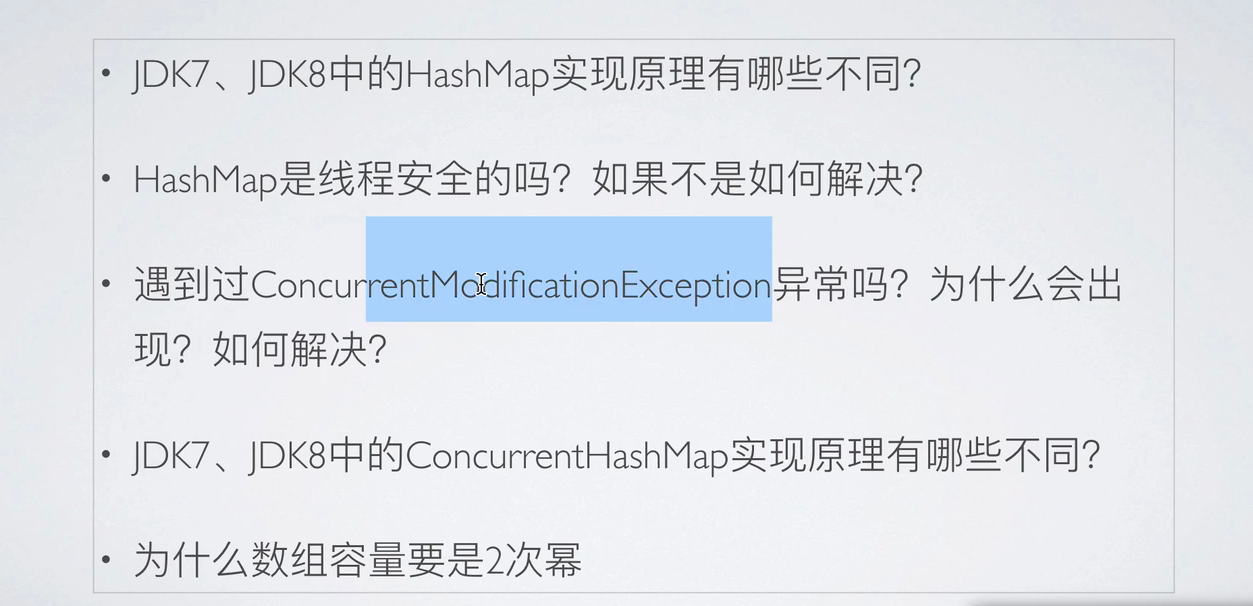 • JDK7、JDK8中的HashMap实现原理有哪些不同？
• HashMap是线程安全的吗？如果不是如何解决？
• 遇到过ConcurrentModificationException异常吗？为什么会出
现？如何解决？
• JDK7、JDK8中的ConcurrentHashMap实现原理有哪些不同？
• 为什么数组容量要是2次幂